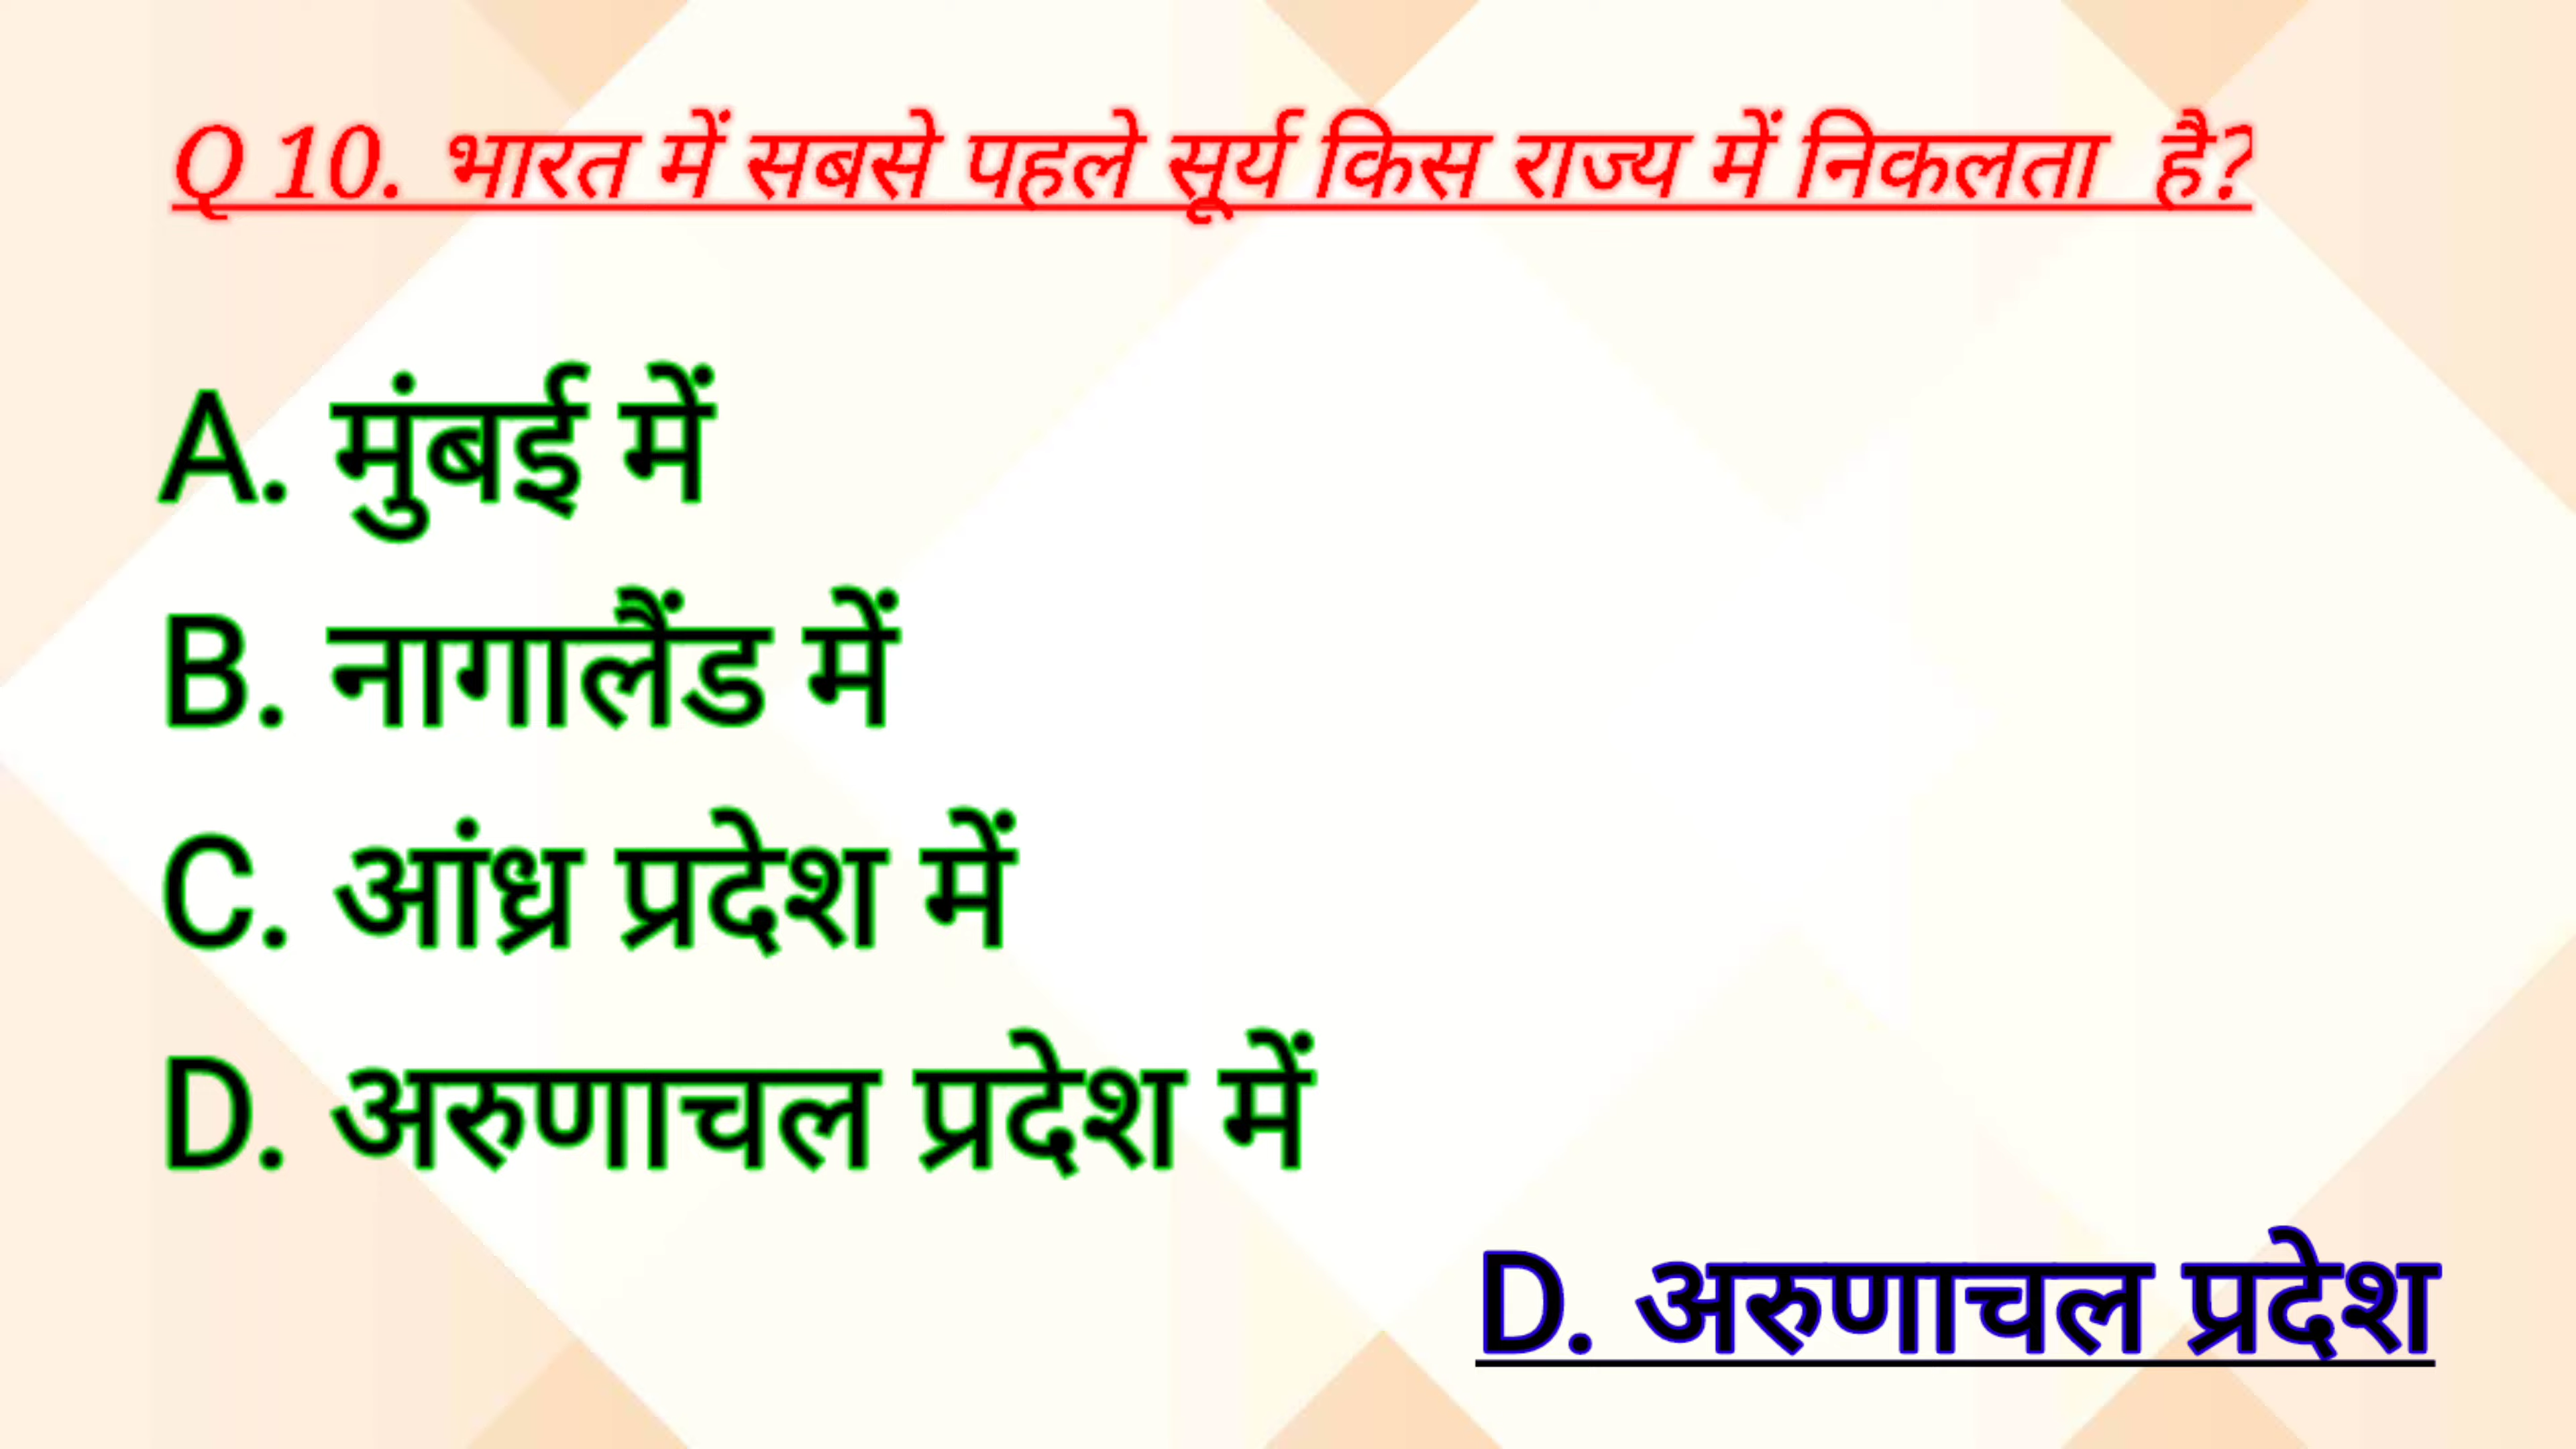 Q 10. भारत में सबसे पहले सूर्य किस राज्य में निकलता है?
A. मुंबई में
B. नागालैंड में
C. आंध्र प्रदेश में
D. अरुणाचल प्रदेश में
D. अरुणाचल प्रदेश